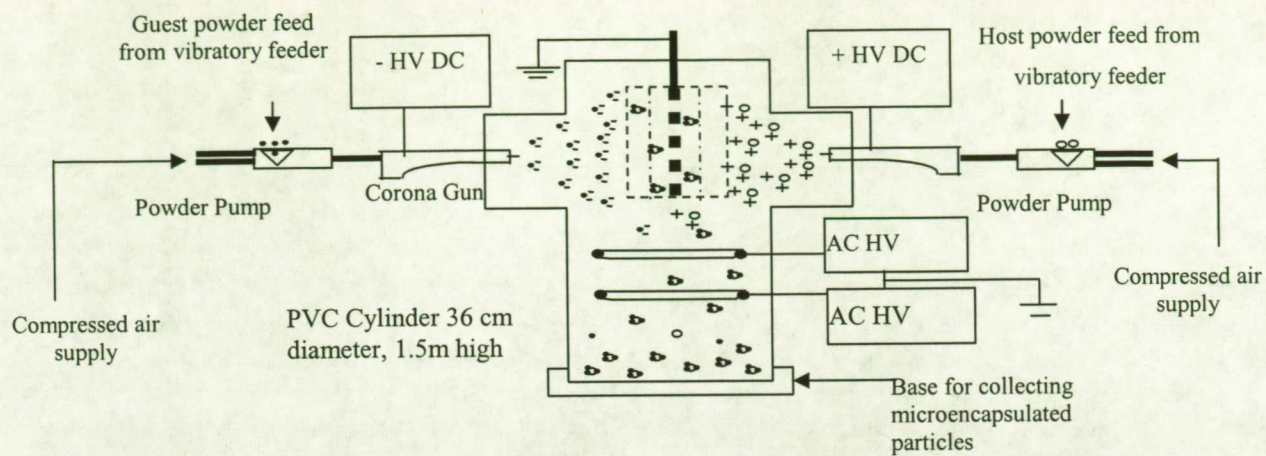 Guest powder feed
from vibratory feeder
- HV DC
+ HV DC
Host powder feed from
vibratory feeder
Corona Gun
Powder Pump
Powder Pump
AC HV
AC HV
Compressed air
supply
Compressed air
supply
PVC Cylinder 36 cm
diameter, 1.5m high
Base for collecting
microencapsulated
particles